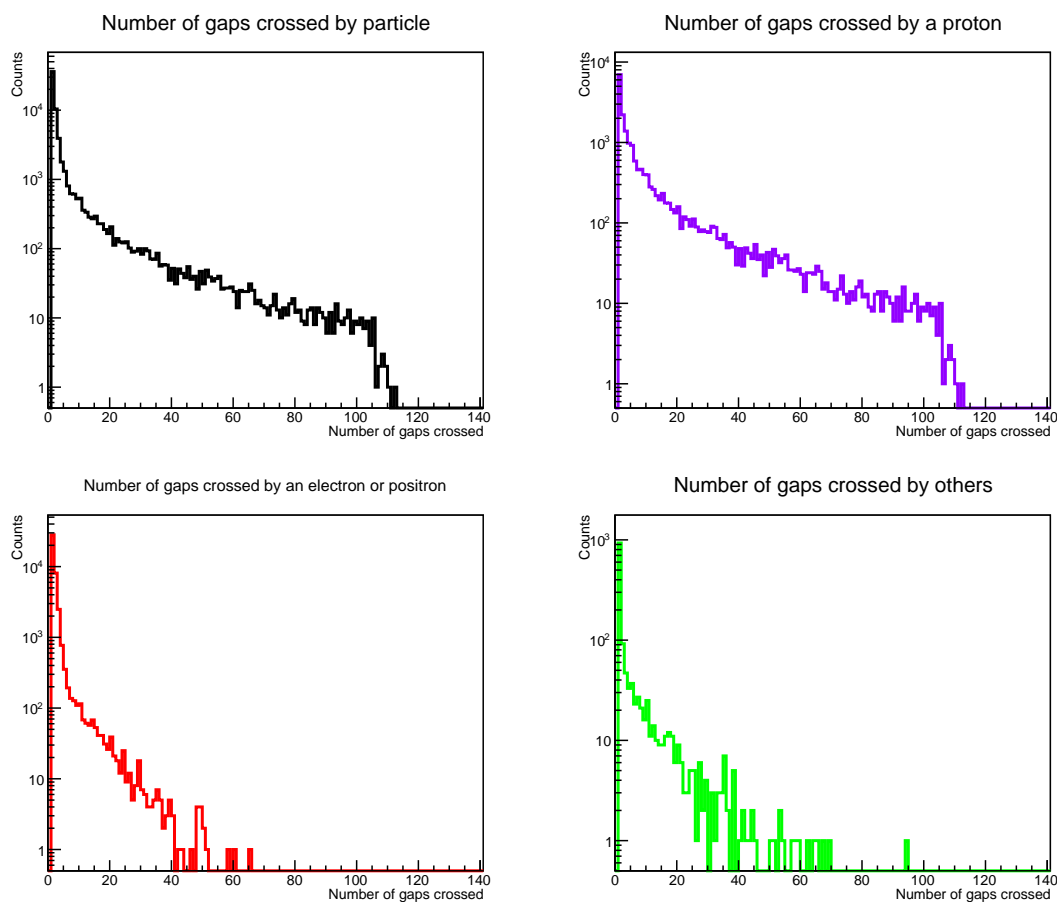 Number of gaps crossed by particle
Counts
10^4
10^3
10^2
10
1
0 20 40 60 80 100 120 140
Number of gaps crossed
Number of gaps crossed by a proton
Counts
10^4
10^3
10^2
10
1
0 20 40 60 80 100 120 140
Number of gaps crossed
Number of gaps crossed by an electron or positron
Counts
10^4
10^3
10^2
10
1
0 20 40 60 80 100 120 140
Number of gaps crossed
Number of gaps crossed by others
Counts
10^3
10^2
10
1
0 20 40 60 80 100 120 140
Number of gaps crossed